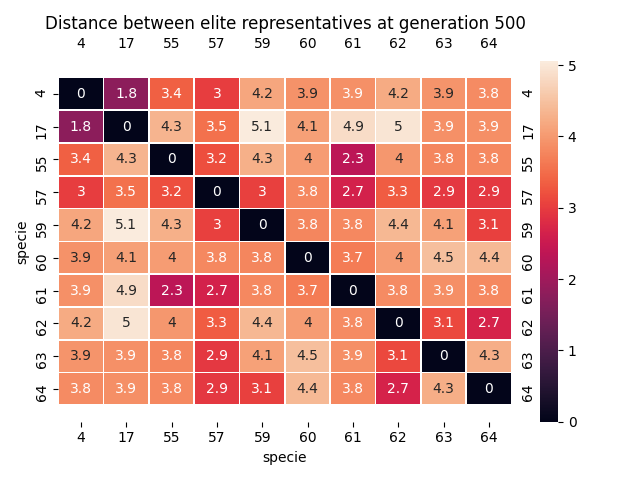 Distance between elite representatives at generation 500
4 17 55 57 59 60 61 62 63 64
4 0 1.8 3.4 3 4.2 3.9 3.9 4.2 3.9 3.8 4
17 1.8 0 4.3 3.5 5.1 4.1 4.9 5 3.9 3.9 17
55 3.4 4.3 0 3.2 4.3 4 2.3 4 3.8 3.8 55
57 3 3.5 3.2 0 3 3.8 2.7 3.3 2.9 2.9 57
59 4.2 5.1 4.3 3 0 3.8 3.8 4.4 4.1 3.1 59
60 3.9 4.1 4 3.8 3.8 0 3.7 4 4.5 4.4 60
61 3.9 4.9 2.3 2.7 3.8 3.7 0 3.8 3.9 3.8 61
62 4.2 5 4 3.3 4.4 4 3.8 0 3.1 2.7 62
63 3.9 3.9 3.8 2.9 4.1 4.5 3.9 3.1 0 4.3 63
64 3.8 3.9 3.8 2.9 3.1 4.4 3.8 2.7 4.3 0 64
4 17 55 57 59 60 61 62 63 64
specie
specie
5
4
3
2
1
0